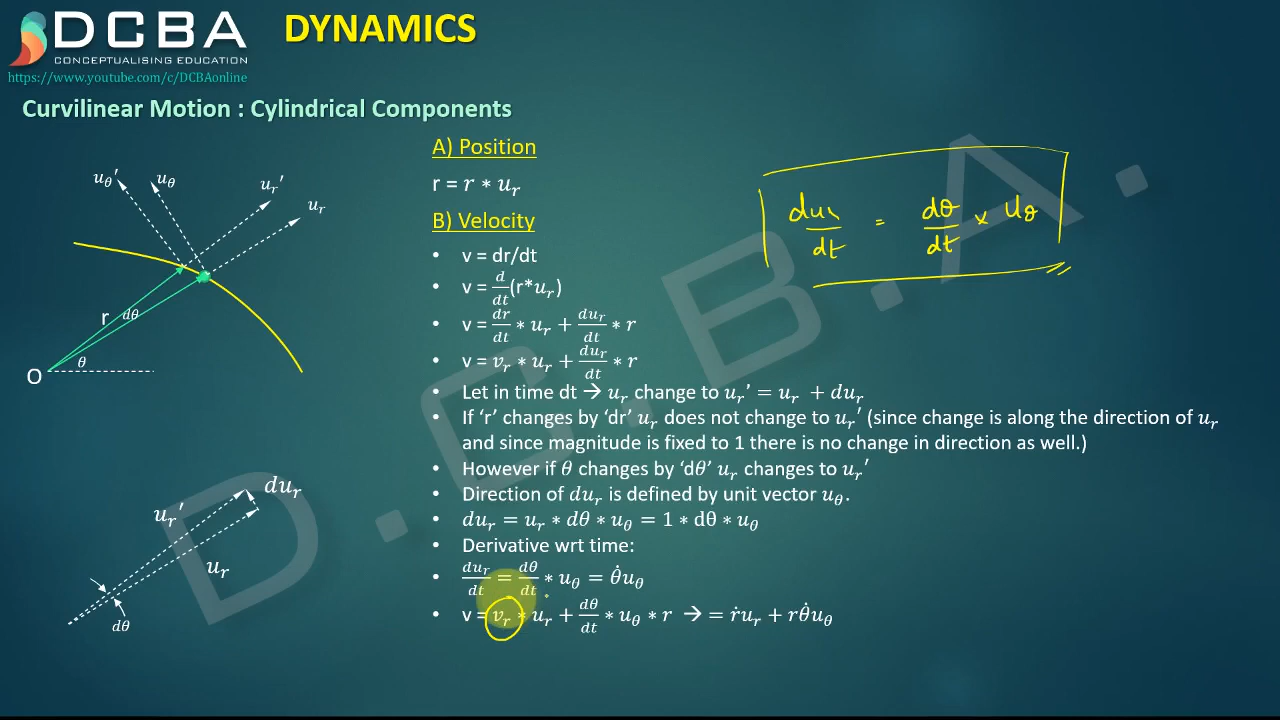 DCBA
CONCEPTUALISING EDUCATION
https://www.youtube.com/c/DCBAonline
DYNAMICS
Curvilinear Motion : Cylindrical Components
u_θ′
u_θ
u_r′
u_r
r
dθ
θ
O
du_r
u_r′
u_r
dθ
A) Position
r = r * u_r
B) Velocity
• v = dr/dt
• v = d/dt(r*u_r)
• v = dr/dt * u_r + du_r/dt * r
• v = v_r * u_r + du_r/dt * r
• Let in time dt → u_r change to u_r′ = u_r + du_r
• If ‘r’ changes by ‘dr’ u_r does not change to u_r′ (since change is along the direction of u_r
and since magnitude is fixed to 1 there is no change in direction as well.)
• However if θ changes by ‘dθ’ u_r changes to u_r′
• Direction of du_r is defined by unit vector u_θ.
• du_r = u_r * dθ * u_θ = 1 * dθ * u_θ
• Derivative wrt time:
• du_r/dt = dθ/dt * u_θ = θ̇u_θ
• v = v_r * u_r + dθ/dt * u_θ * r → = ṙu_r + rθ̇u_θ
du_r/dt = dθ/dt × u_θ
D.C.B.A.